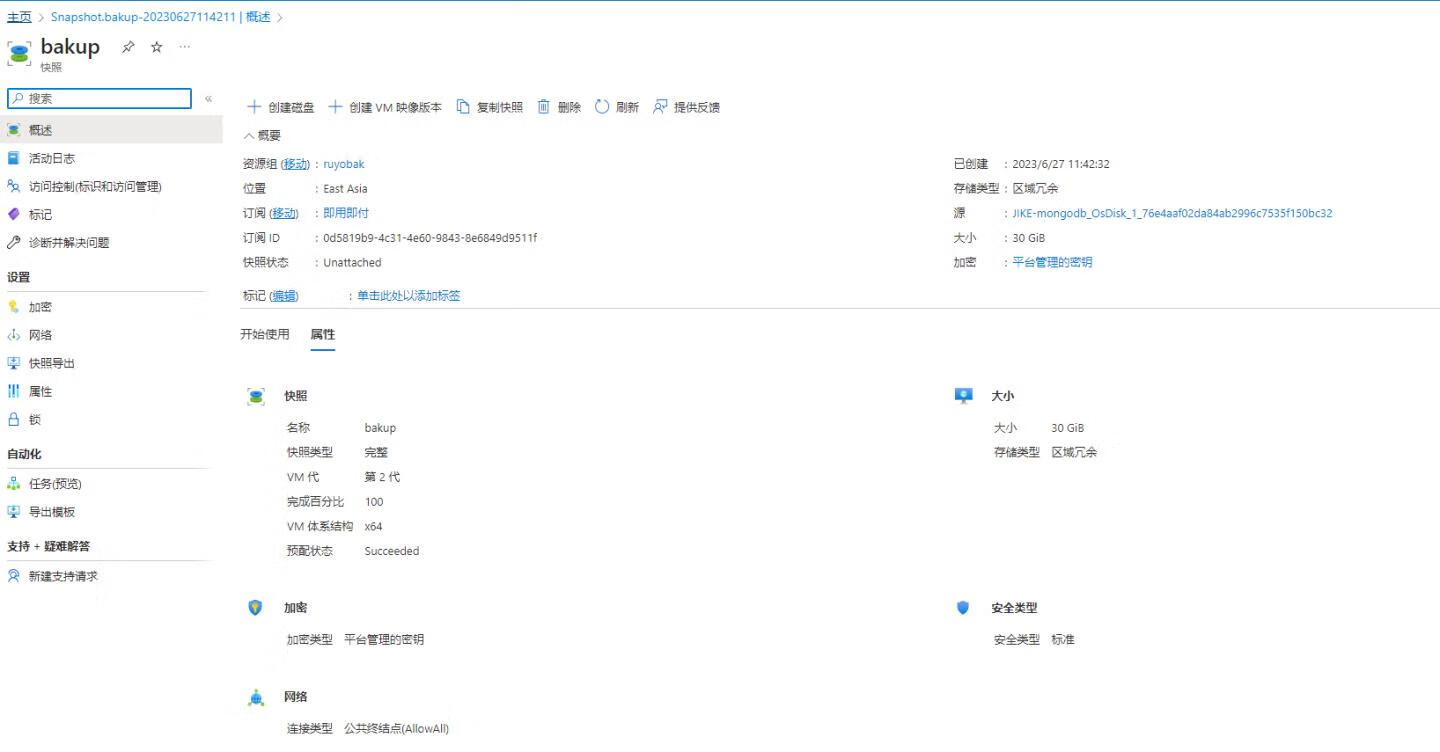 主页 > Snapshot.bakup-20230627114211 | 概述 >
bakup
快照
搜索
概述
活动日志
访问控制(标识和访问管理)
标记
诊断并解决问题
设置
加密
网络
快照导出
属性
锁
自动化
任务(预览)
导出模板
支持 + 疑难解答
新建支持请求
创建磁盘 创建 VM 映像版本 复制快照 删除 刷新 提供反馈
概要
资源组 (移动) : ruyobak
位置 : East Asia
订阅 (移动) : 即用即付
订阅 ID : 0d5819b9-4c31-4e60-9843-8e6849d9511f
快照状态 : Unattached
已创建 : 2023/6/27 11:42:32
存储类型 : 区域冗余
源 : JIKE-mongodb_OsDisk_1_76e4aaf02da84ab2996c7535f150bc32
大小 : 30 GiB
加密 : 平台管理的密钥
标记 (编辑) : 单击此处以添加标签
开始使用 属性
快照
名称 bakup
快照类型 完整
VM 代 第 2 代
完成百分比 100
VM 体系结构 x64
预配状态 Succeeded
大小
大小 30 GiB
存储类型 区域冗余
加密
加密类型 平台管理的密钥
安全类型
安全类型 标准
网络
连接类型 公共终结点(AllowAll)